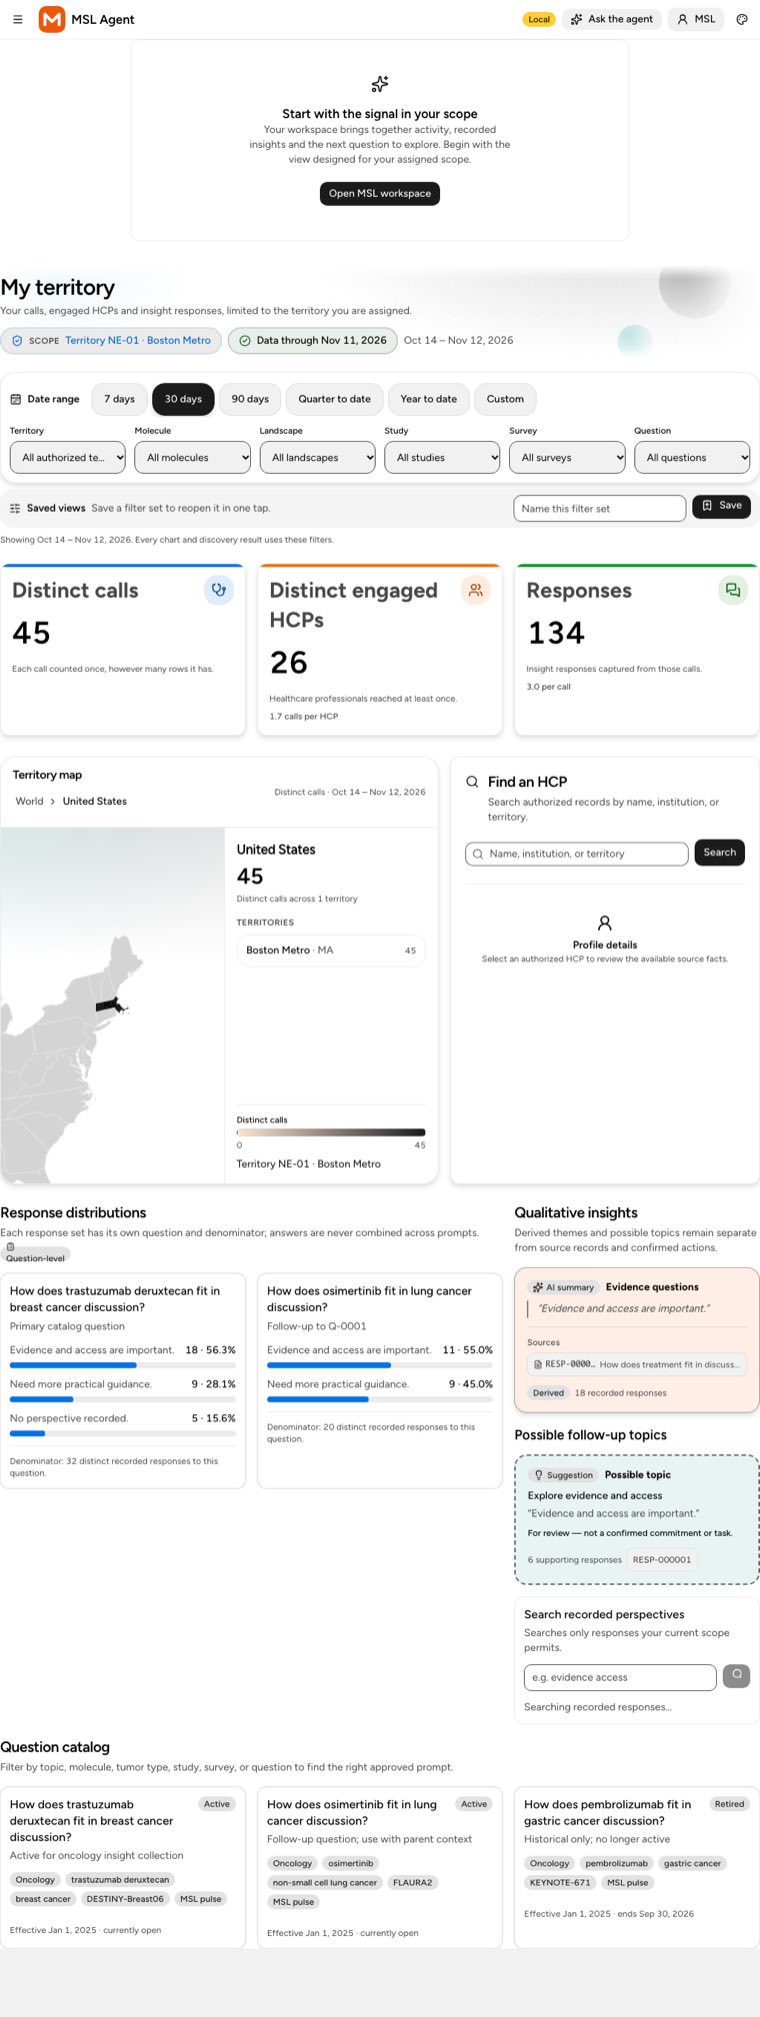 MSL Agent
Local
Ask the agent
MSL
Start with the signal in your scope
Your workspace brings together activity, recorded
insights and the next question to explore. Begin with the
view designed for your assigned scope.
Open MSL workspace
My territory
Your calls, engaged HCPs and insight responses, limited to the territory you are assigned.
SCOPE Territory NE-01 · Boston Metro
Data through Nov 11, 2026
Oct 14 – Nov 12, 2026
Date range
7 days
30 days
90 days
Quarter to date
Year to date
Custom
Territory
Molecule
Landscape
Study
Survey
Question
All authorized te...
All molecules
All landscapes
All studies
All surveys
All questions
Saved views Save a filter set to reopen it in one tap.
Name this filter set
Save
Showing Oct 14 – Nov 12, 2026. Every chart and discovery result uses these filters.
Distinct calls
45
Each call counted once, however many rows it has.
Distinct engaged
HCPs
26
Healthcare professionals reached at least once.
1.7 calls per HCP
Responses
134
Insight responses captured from those calls.
3.0 per call
Territory map
World > United States
Distinct calls · Oct 14 – Nov 12, 2026
United States
45
Distinct calls across 1 territory
TERRITORIES
Boston Metro · MA 45
Distinct calls
0 45
Territory NE-01 · Boston Metro
Find an HCP
Search authorized records by name, institution, or
territory.
Name, institution, or territory
Search
Profile details
Select an authorized HCP to review the available source facts.
Response distributions
Each response set has its own question and denominator; answers are never combined across prompts.
Question-level
How does trastuzumab deruxtecan fit in
breast cancer discussion?
Primary catalog question
Evidence and access are important. 18 · 56.3%
Need more practical guidance. 9 · 28.1%
No perspective recorded. 5 · 15.6%
Denominator: 32 distinct recorded responses to this
question.
How does osimertinib fit in lung cancer
discussion?
Follow-up to Q-0001
Evidence and access are important. 11 · 55.0%
Need more practical guidance. 9 · 45.0%
Denominator: 20 distinct recorded responses to this
question.
Qualitative insights
Derived themes and possible topics remain separate
from source records and confirmed actions.
AI summary Evidence questions
"Evidence and access are important."
Sources
RESP-0000… How does treatment fit in discuss...
Derived 18 recorded responses
Possible follow-up topics
Suggestion Possible topic
Explore evidence and access
"Evidence and access are important."
For review — not a confirmed commitment or task.
6 supporting responses RESP-000001
Search recorded perspectives
Searches only responses your current scope
permits.
e.g. evidence access
Searching recorded responses…
Question catalog
Filter by topic, molecule, tumor type, study, survey, or question to find the right approved prompt.
How does trastuzumab
deruxtecan fit in breast cancer
discussion?
Active
Active for oncology insight collection
Oncology
trastuzumab deruxtecan
breast cancer
DESTINY-Breast06
MSL pulse
Effective Jan 1, 2025 · currently open
How does osimertinib fit in lung
cancer discussion?
Active
Follow-up question; use with parent context
Oncology
osimertinib
non-small cell lung cancer
FLAURA2
MSL pulse
Effective Jan 1, 2025 · currently open
How does pembrolizumab fit in
gastric cancer discussion?
Retired
Historical only; no longer active
Oncology
pembrolizumab
gastric cancer
KEYNOTE-671
MSL pulse
Effective Jan 1, 2025 · ends Sep 30, 2026